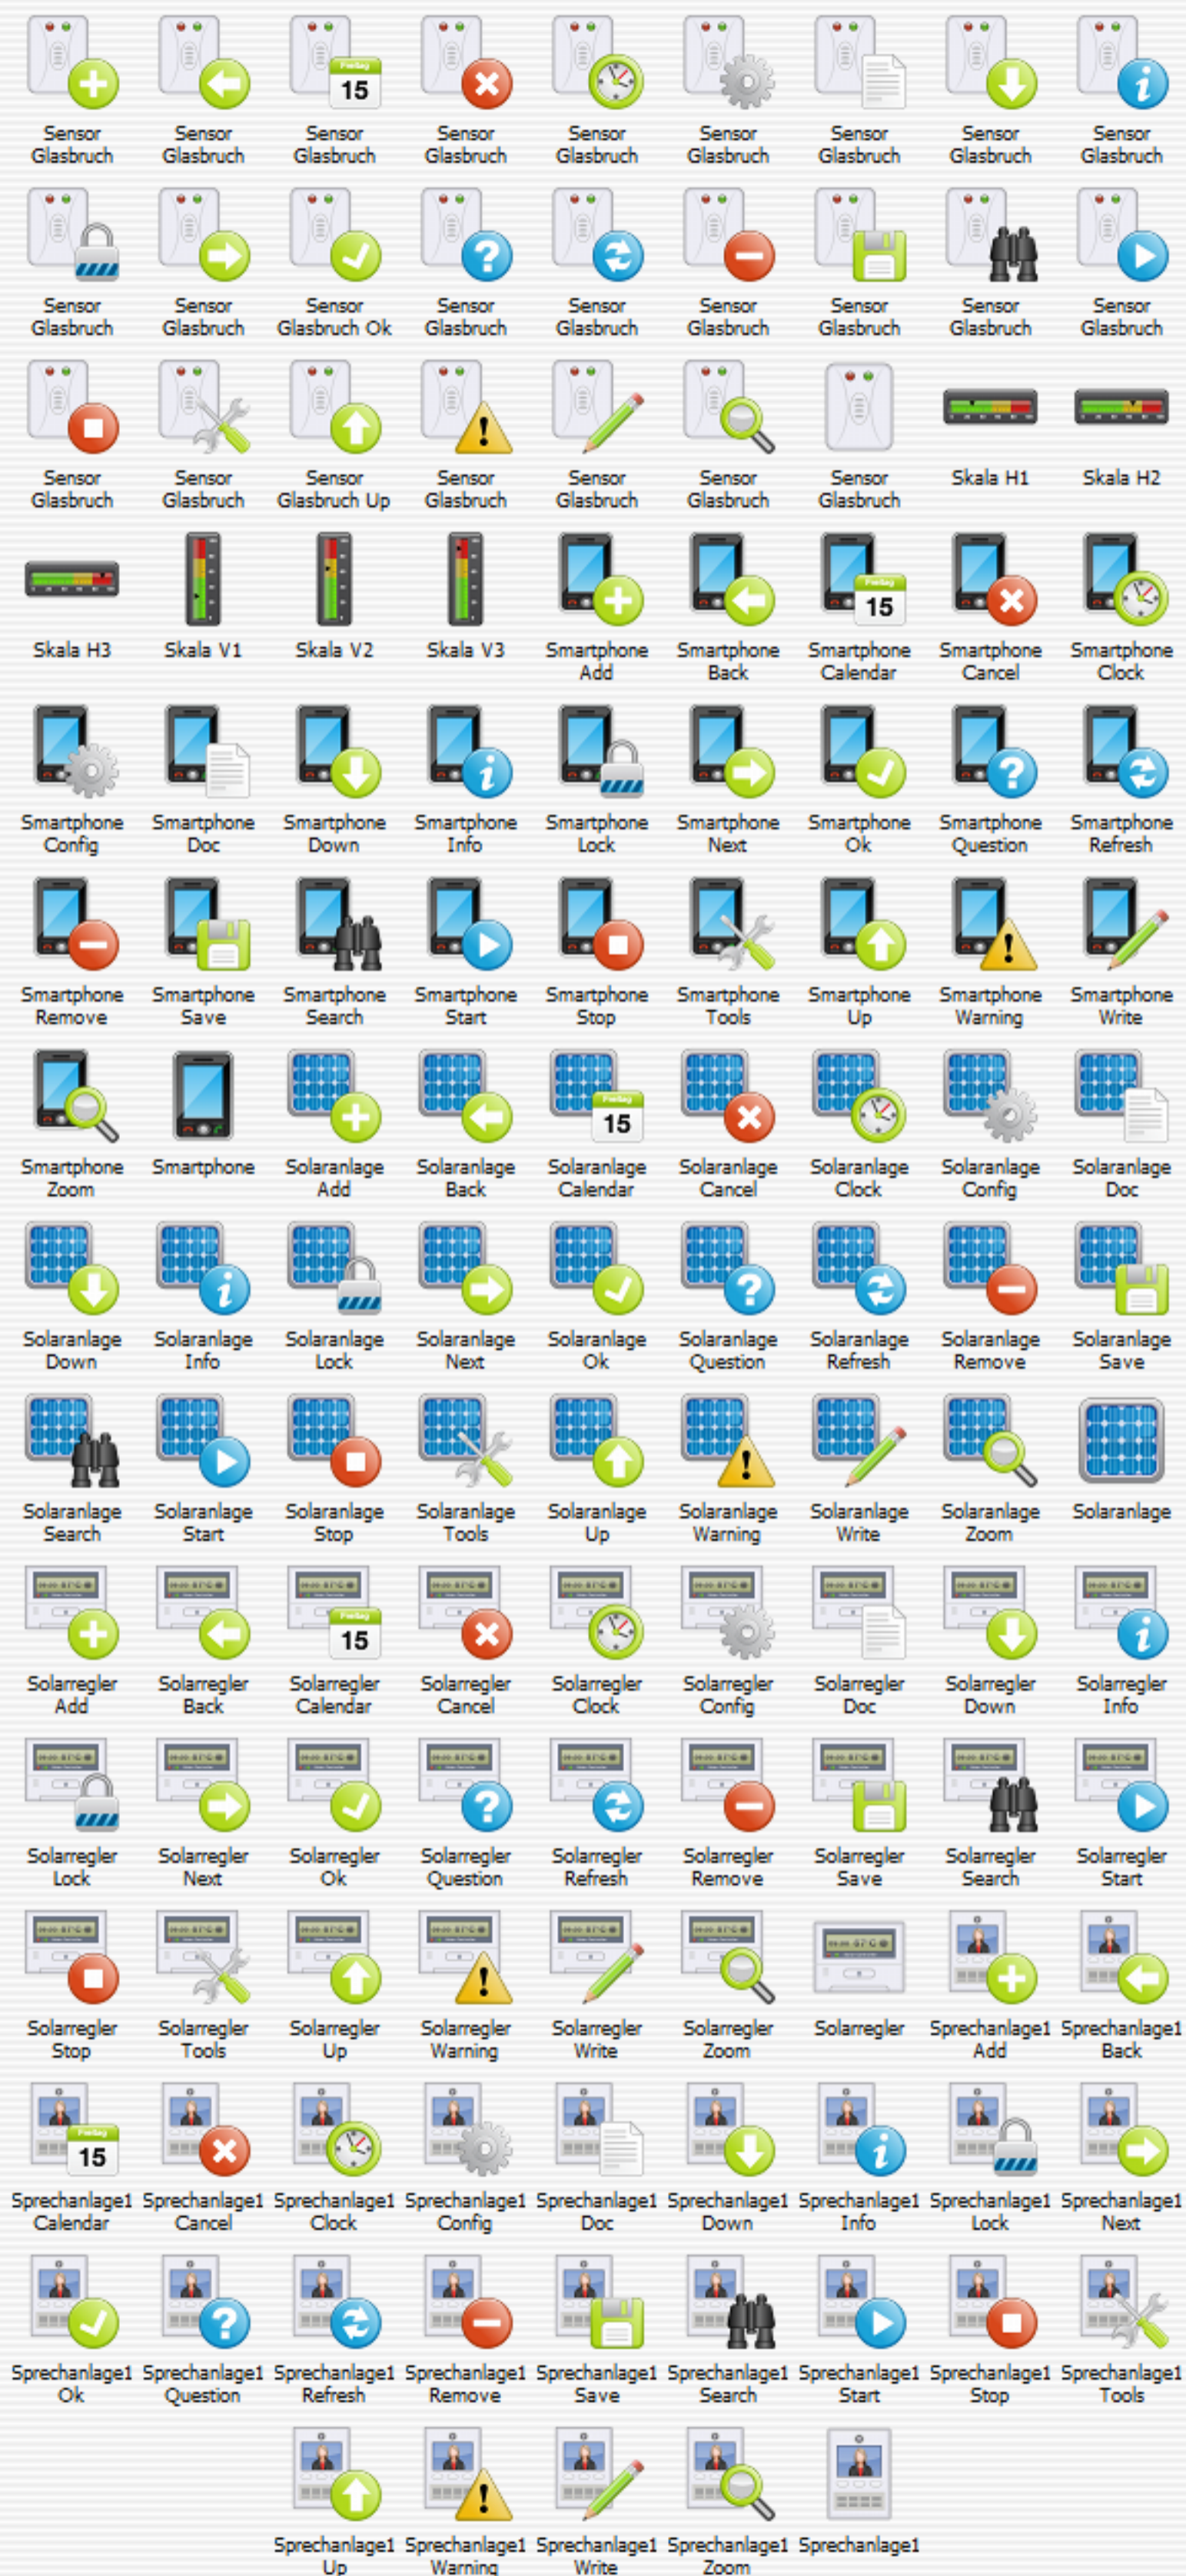 Freitag
15
Sensor Sensor Sensor Sensor Sensor Sensor Sensor Sensor Sensor
Glasbruch Glasbruch Glasbruch Glasbruch Glasbruch Glasbruch Glasbruch Glasbruch Glasbruch
Sensor Sensor Sensor Sensor Sensor Sensor Sensor Sensor Sensor
Glasbruch Glasbruch Glasbruch Ok Glasbruch Glasbruch Glasbruch Glasbruch Glasbruch Glasbruch
Sensor Sensor Sensor Sensor Sensor Sensor Sensor Skala H1 Skala H2
Glasbruch Glasbruch Glasbruch Up Glasbruch Glasbruch Glasbruch Glasbruch
Freitag
15
Skala H3 Skala V1 Skala V2 Skala V3 Smartphone Smartphone Smartphone Smartphone Smartphone
Add Back Calendar Cancel Clock
Smartphone Smartphone Smartphone Smartphone Smartphone Smartphone Smartphone Smartphone Smartphone
Config Doc Down Info Lock Next Ok Question Refresh
Smartphone Smartphone Smartphone Smartphone Smartphone Smartphone Smartphone Smartphone Smartphone
Remove Save Search Start Stop Tools Up Warning Write
Freitag
15
Smartphone Smartphone Solaranlage Solaranlage Solaranlage Solaranlage Solaranlage Solaranlage Solaranlage
Zoom Add Back Calendar Cancel Clock Config Doc
Solaranlage Solaranlage Solaranlage Solaranlage Solaranlage Solaranlage Solaranlage Solaranlage Solaranlage
Down Info Lock Next Ok Question Refresh Remove Save
Solaranlage Solaranlage Solaranlage Solaranlage Solaranlage Solaranlage Solaranlage Solaranlage Solaranlage
Search Start Stop Tools Up Warning Write Zoom
Freitag
15
Solarregler Solarregler Solarregler Solarregler Solarregler Solarregler Solarregler Solarregler Solarregler
Add Back Calendar Cancel Clock Config Doc Down Info
Solarregler Solarregler Solarregler Solarregler Solarregler Solarregler Solarregler Solarregler Solarregler
Lock Next Ok Question Refresh Remove Save Search Start
Solarregler Solarregler Solarregler Solarregler Solarregler Solarregler Solarregler Sprechanlage1 Sprechanlage1
Stop Tools Up Warning Write Zoom Add Back
Freitag
15
Sprechanlage1 Sprechanlage1 Sprechanlage1 Sprechanlage1 Sprechanlage1 Sprechanlage1 Sprechanlage1 Sprechanlage1 Sprechanlage1
Calendar Cancel Clock Config Doc Down Info Lock Next
Sprechanlage1 Sprechanlage1 Sprechanlage1 Sprechanlage1 Sprechanlage1 Sprechanlage1 Sprechanlage1 Sprechanlage1 Sprechanlage1
Ok Question Refresh Remove Save Search Start Stop Tools
Sprechanlage1 Sprechanlage1 Sprechanlage1 Sprechanlage1 Sprechanlage1
Up Warning Write Zoom